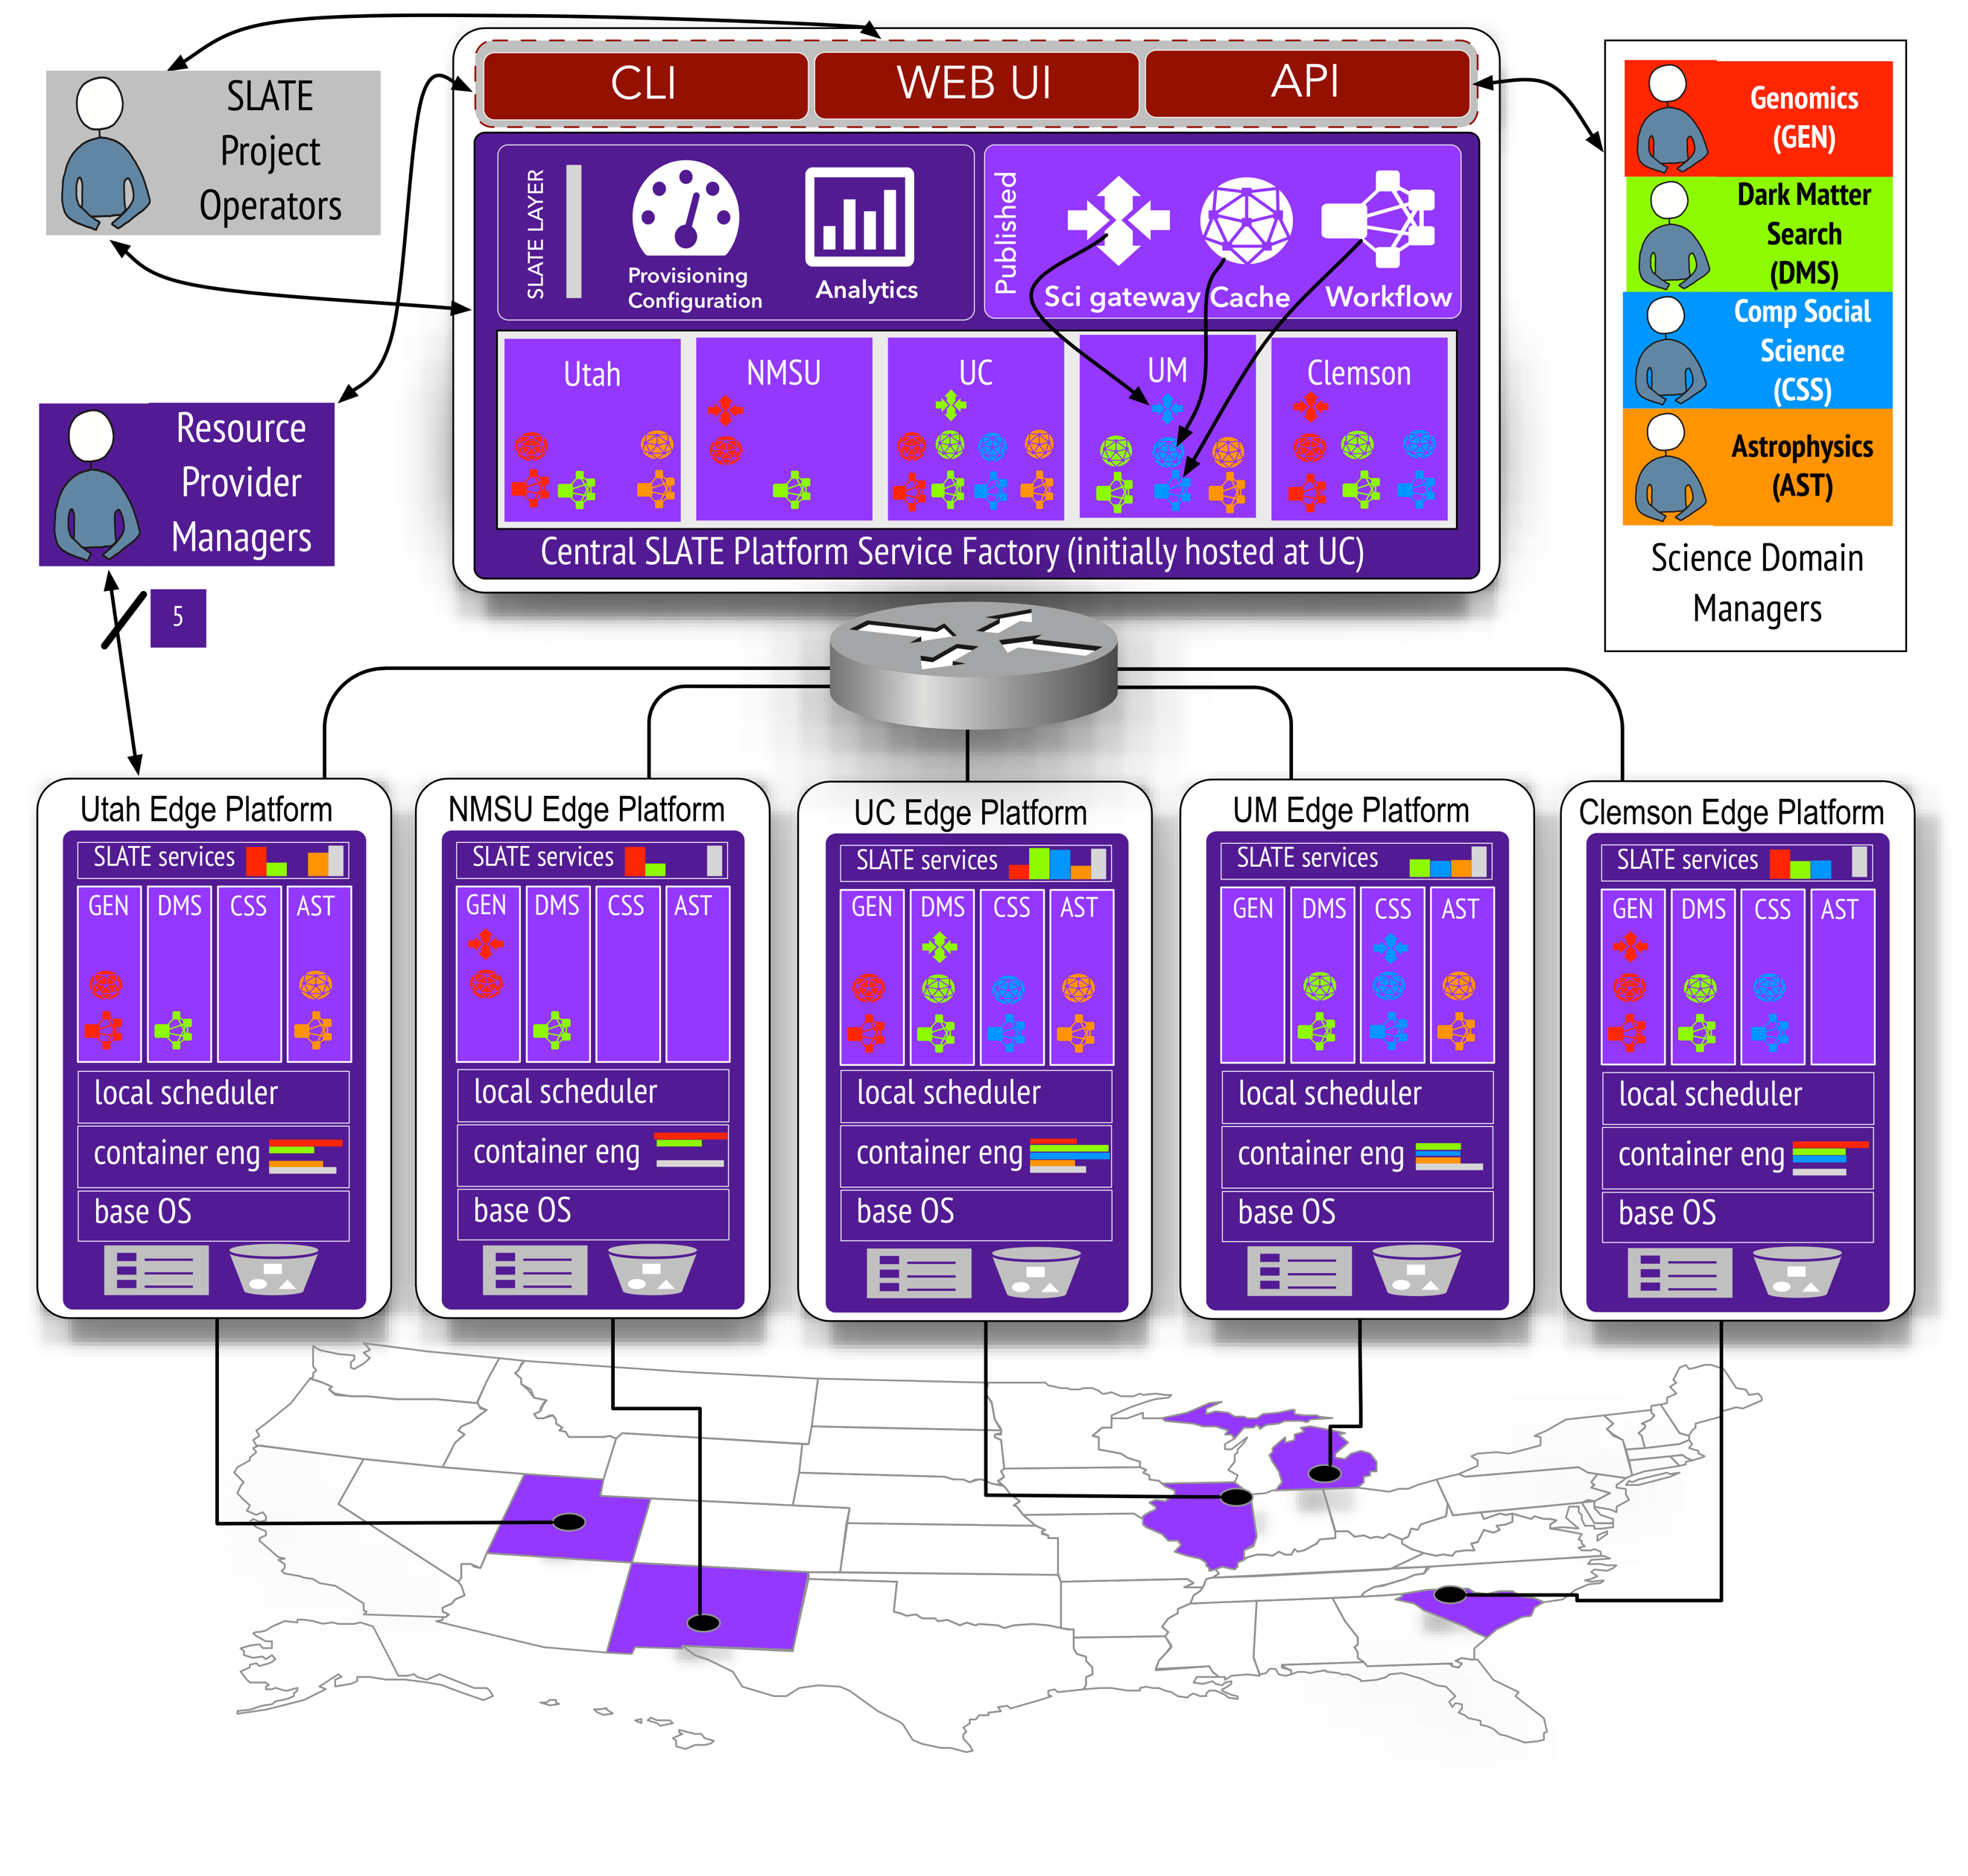 SLATE
Project
Operators
CLI
WEB UI
API
Genomics
(GEN)
Dark Matter
Search
(DMS)
Comp Social
Science
(CSS)
Astrophysics
(AST)
Science Domain
Managers
SLATE LAYER
Provisioning
Configuration
Analytics
Published
Sci gateway
Cache
Workflow
Utah
NMSU
UC
UM
Clemson
Central SLATE Platform Service Factory (initially hosted at UC)
Resource
Provider
Managers
5
Utah Edge Platform
SLATE services
GEN DMS CSS AST
local scheduler
container eng
base OS
NMSU Edge Platform
SLATE services
GEN DMS CSS AST
local scheduler
container eng
base OS
UC Edge Platform
SLATE services
GEN DMS CSS AST
local scheduler
container eng
base OS
UM Edge Platform
SLATE services
GEN DMS CSS AST
local scheduler
container eng
base OS
Clemson Edge Platform
SLATE services
GEN DMS CSS AST
local scheduler
container eng
base OS